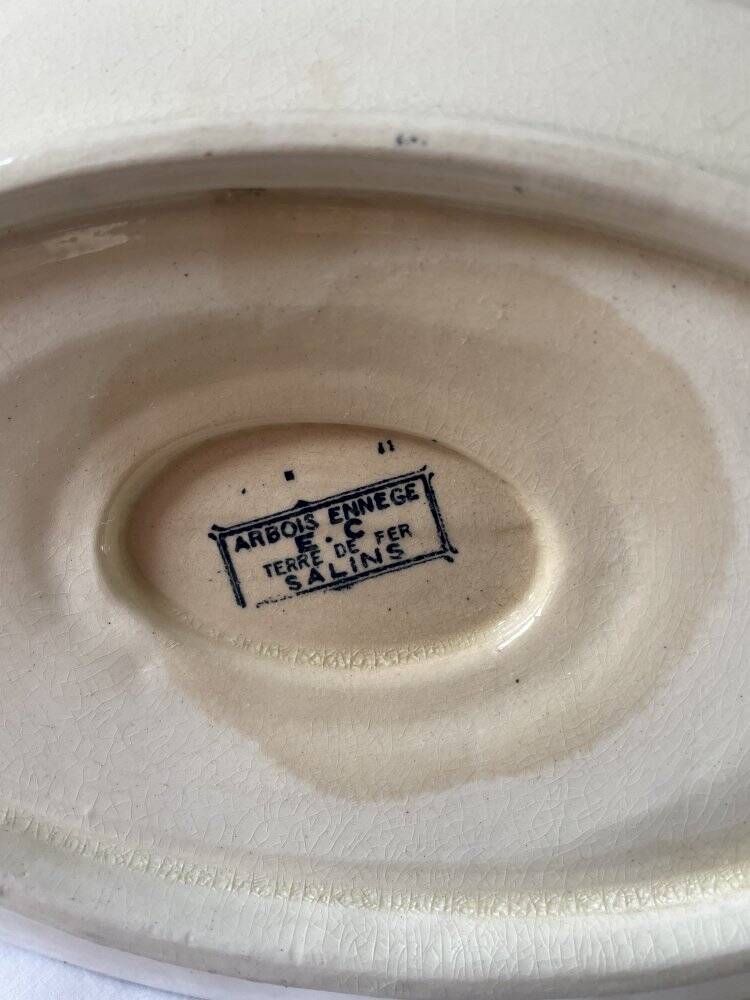 ARBOIS ENNEGE
E. C
TERRE DE FER
SALINS